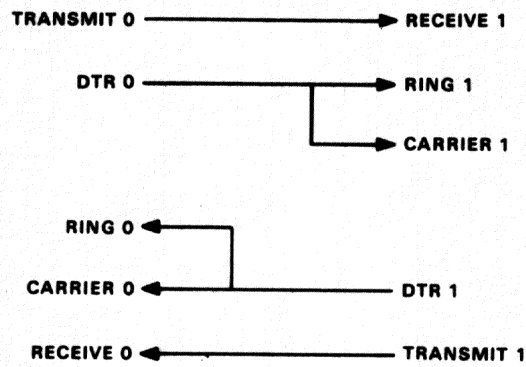 TRANSMIT 0 RECEIVE 1
DTR 0 RING 1
CARRIER 1
RING 0
CARRIER 0 DTR 1
RECEIVE 0 TRANSMIT 1